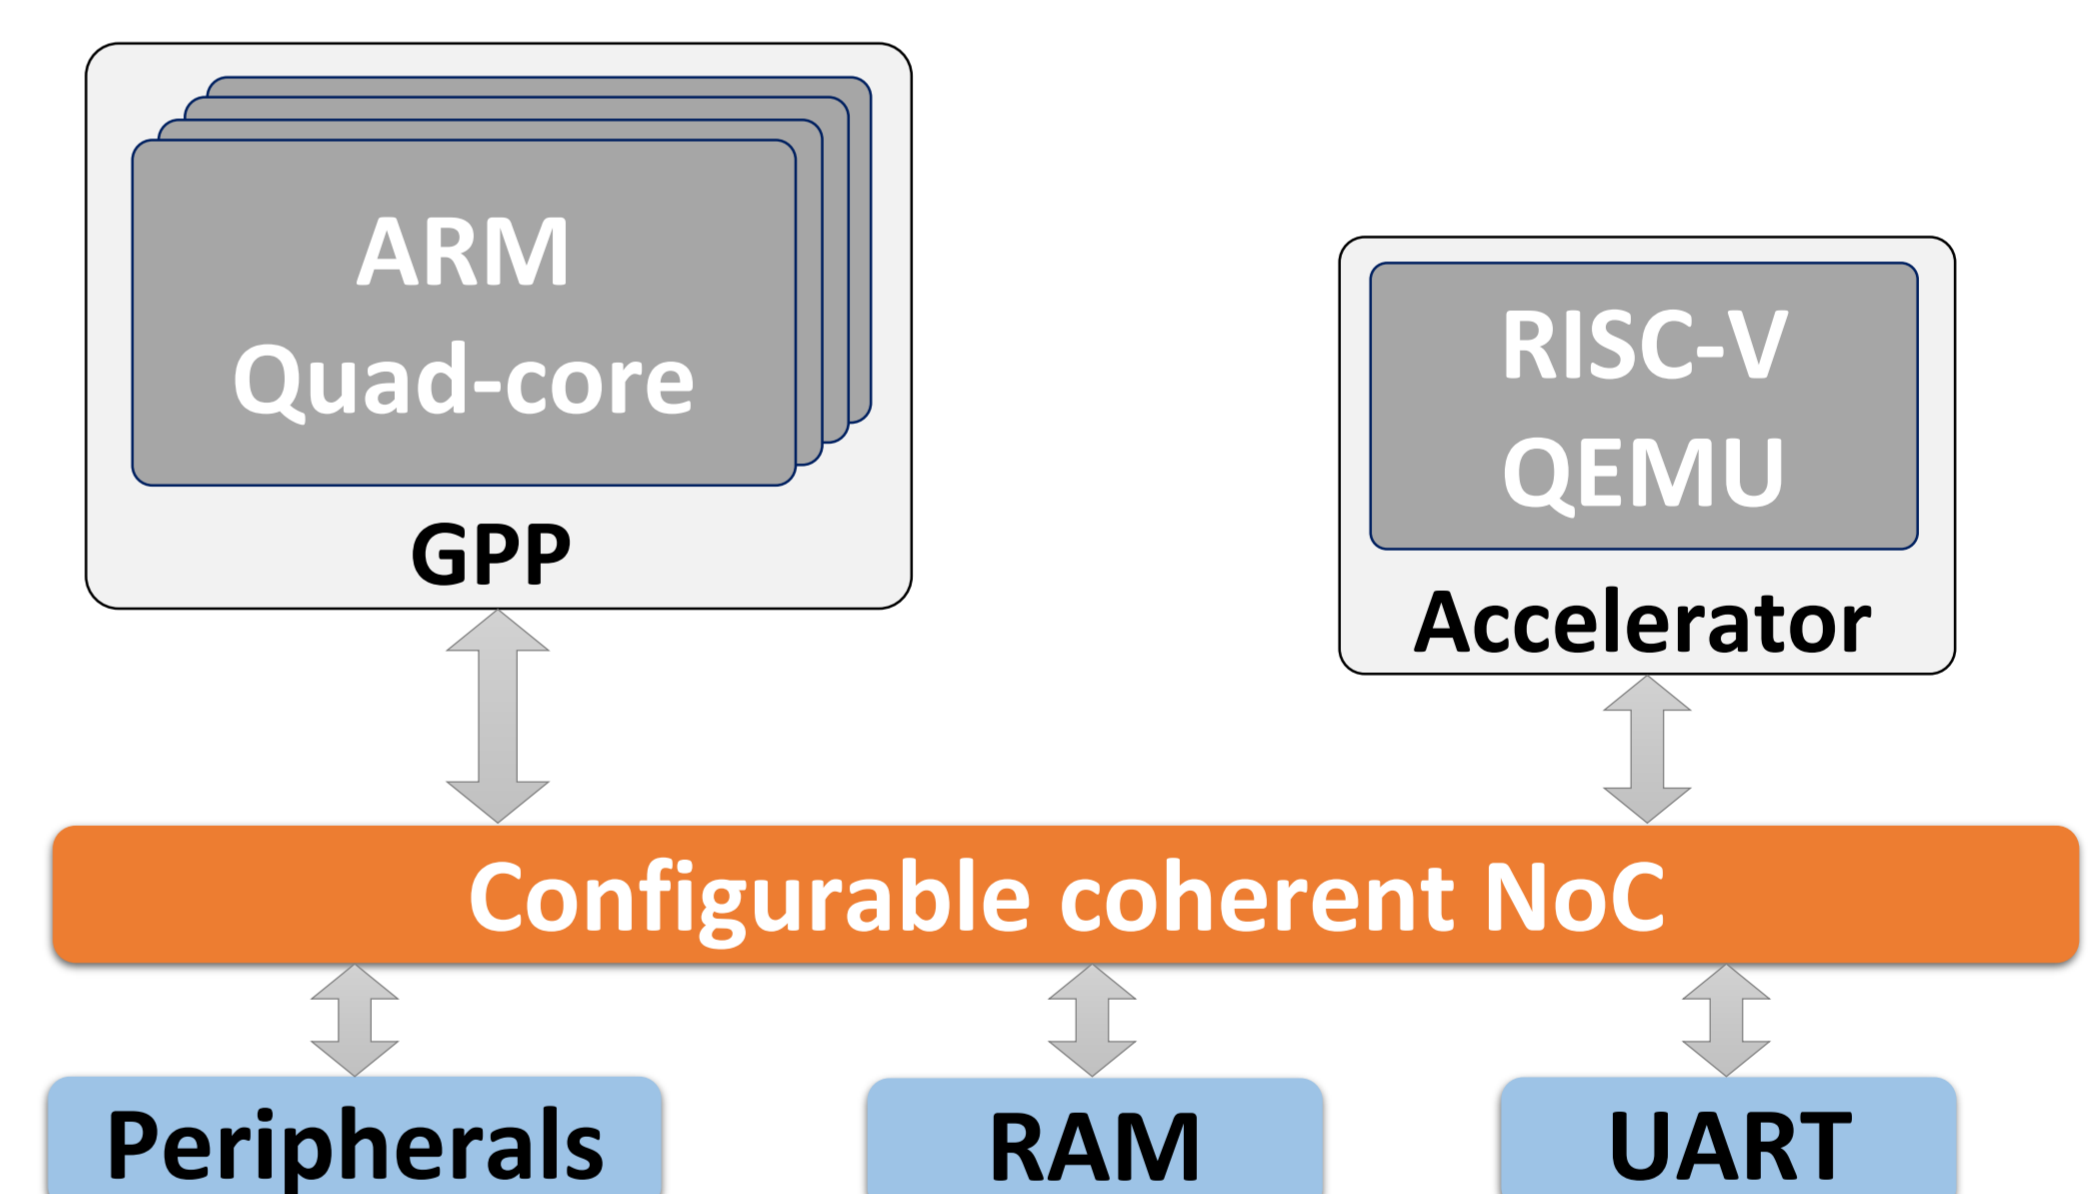 ARM
Quad-core
GPP
RISC-V
QEMU
Accelerator
Configurable coherent NoC
Peripherals
RAM
UART